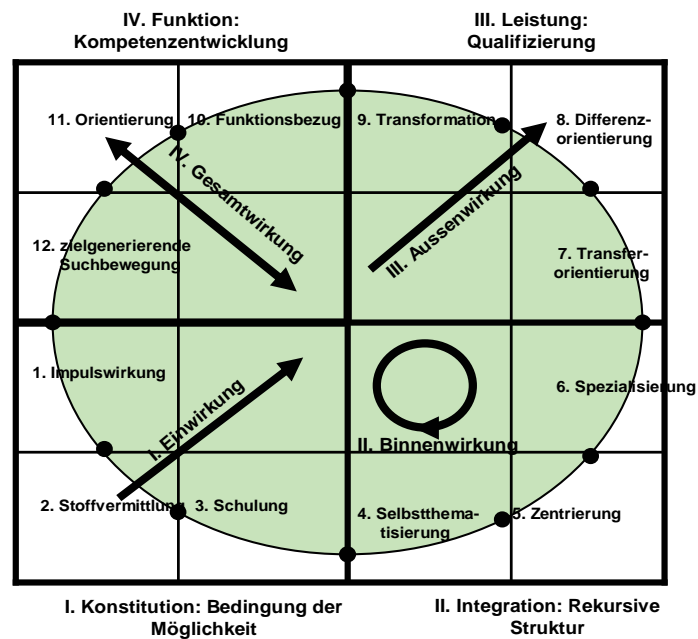 IV. Funktion:
Kompetenzentwicklung
III. Leistung:
Qualifizierung
11. Orientierung
10. Funktionsbezug
9. Transformation
8. Differenz-
orientierung
IV. Gesamtwirkung
III. Aussenwirkung
12. zielgenerierende
Suchbewegung
7. Transfer-
orientierung
1. Impulswirkung
I. Einwirkung
II. Binnenwirkung
6. Spezialisierung
2. Stoffvermittlung
3. Schulung
4. Selbstthema-
tisierung
5. Zentrierung
I. Konstitution: Bedingung der
Möglichkeit
II. Integration: Rekursive
Struktur